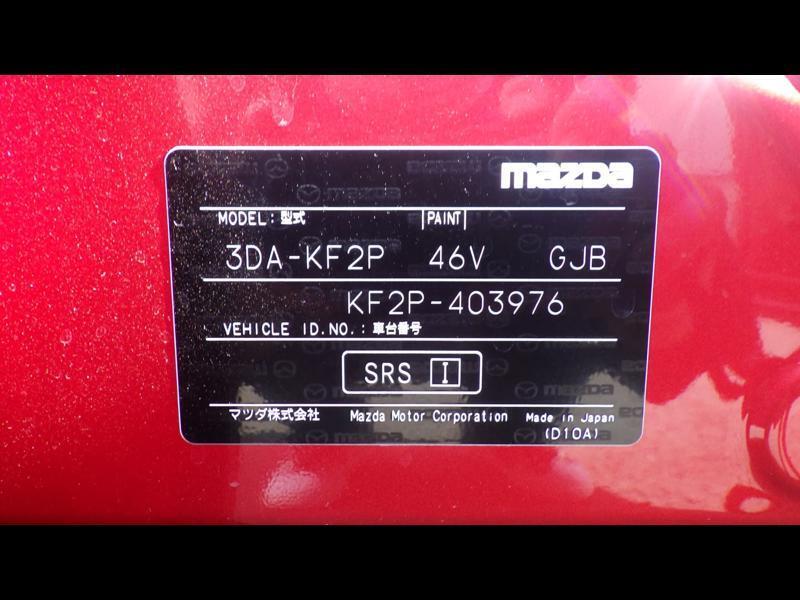 mazda
MODEL: 型式 PAINT
3DA-KF2P 46V GJB
KF2P-403976
VEHICLE ID.NO.: 車台番号
SRS I
マツダ株式会社 Mazda Motor Corporation Made in Japan
(D10A)